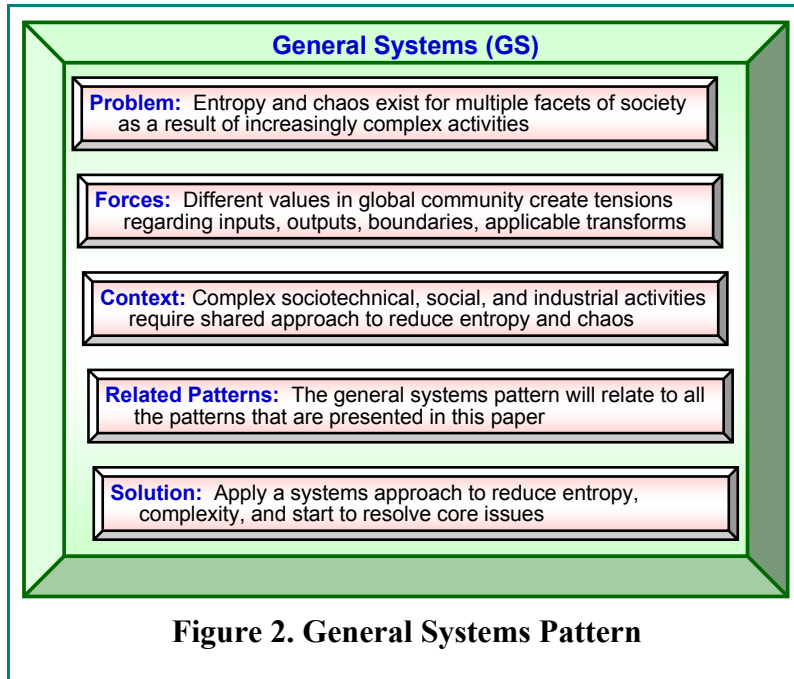 General Systems (GS)
Problem: Entropy and chaos exist for multiple facets of society
as a result of increasingly complex activities
Forces: Different values in global community create tensions
regarding inputs, outputs, boundaries, applicable transforms
Context: Complex sociotechnical, social, and industrial activities
require shared approach to reduce entropy and chaos
Related Patterns: The general systems pattern will relate to all
the patterns that are presented in this paper
Solution: Apply a systems approach to reduce entropy,
complexity, and start to resolve core issues
Figure 2. General Systems Pattern